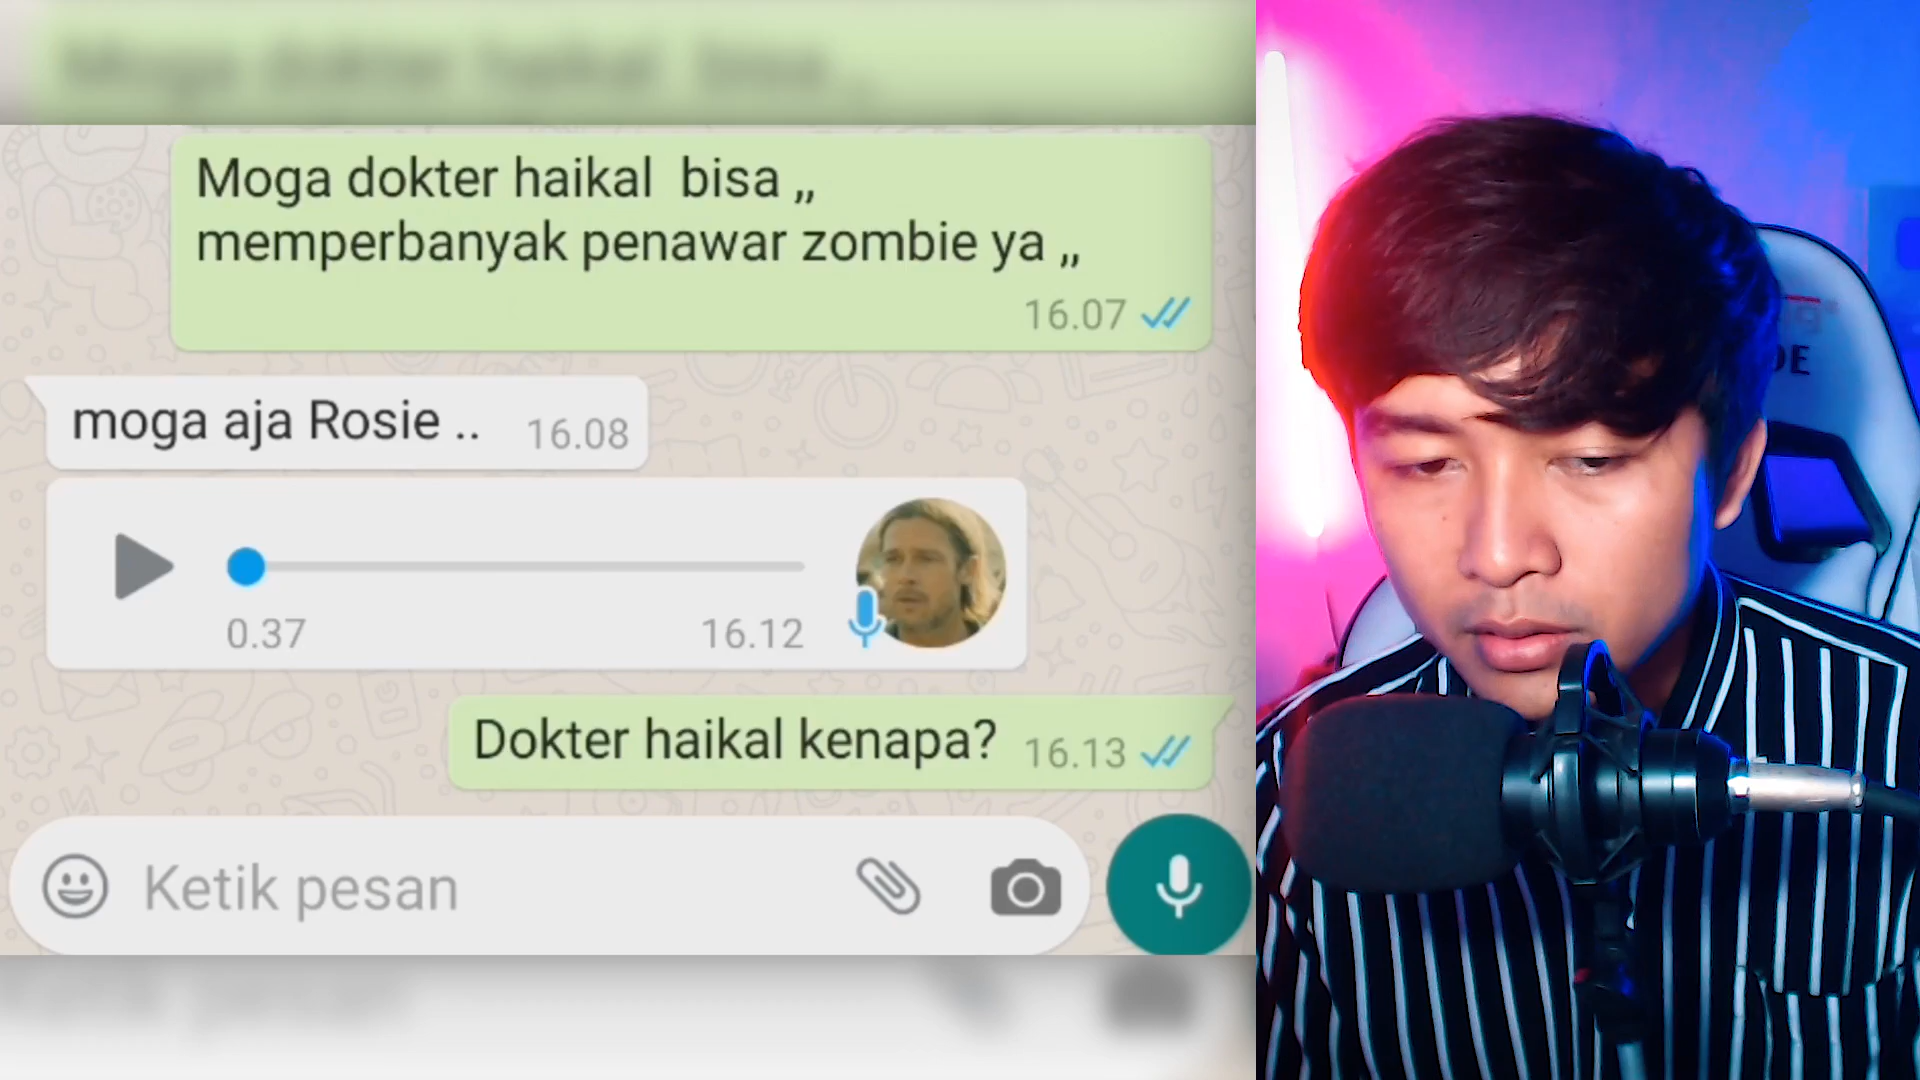 Moga dokter haikal bisa ,,
memperbanyak penawar zombie ya ,,
16.07
moga aja Rosie ..
16.08
0.37
16.12
Dokter haikal kenapa?
16.13
Ketik pesan